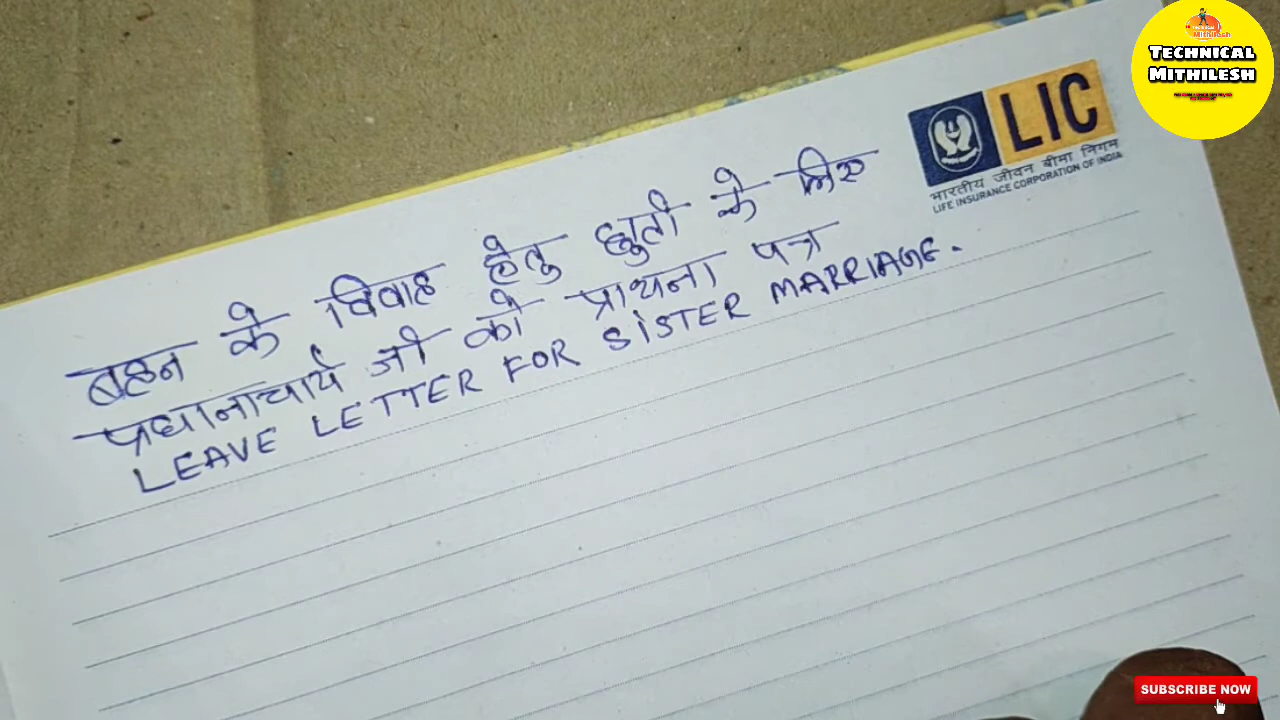 TECHNICAL
MITHILESH
LIC
भारतीय जीवन बीमा निगम
LIFE INSURANCE CORPORATION OF INDIA
बहन के विवाह हेतु छुती के लिए
प्रधानाचार्य जी को प्राथना पत्र
LEAVE LETTER FOR SiSTER MARRIAGE.
SUBSCRIBE NOW